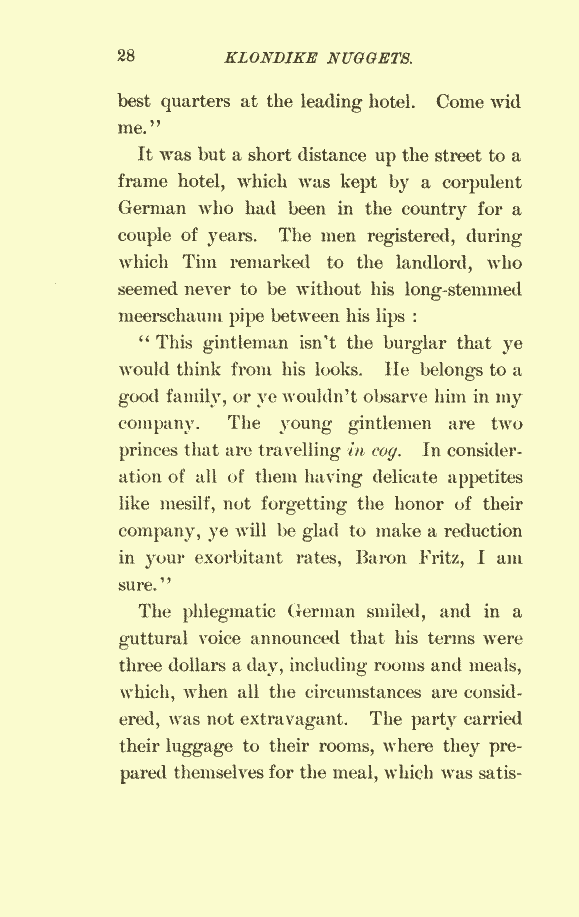 28 KLONDIKE NUGGETS.
best quarters at the leading hotel. Come wid
me."
It was but a short distance up the street to a
frame hotel, which was kept by a corpulent
German who had been in the country for a
couple of years. The men registered, during
which Tim remarked to the landlord, who
seemed never to be without his long-stemmed
meerschaum pipe between his lips :
" This gintleman isn't the burglar that ye
would think from his looks. He belongs to a
good family, or ye wouldn't obsarve him in my
company. The young gintlemen are two
princes that are travelling in cog. In consider-
ation of all of them having delicate appetites
like mesilf, not forgetting the honor of their
company, ye will be glad to make a reduction
in your exorbitant rates, Baron Fritz, I am
sure."
The phlegmatic German smiled, and in a
guttural voice announced that his terms were
three dollars a day, including rooms and meals,
which, when all the circumstances are consid-
ered, was not extravagant. The party carried
their luggage to their rooms, where they pre-
pared themselves for the meal, which was satis-